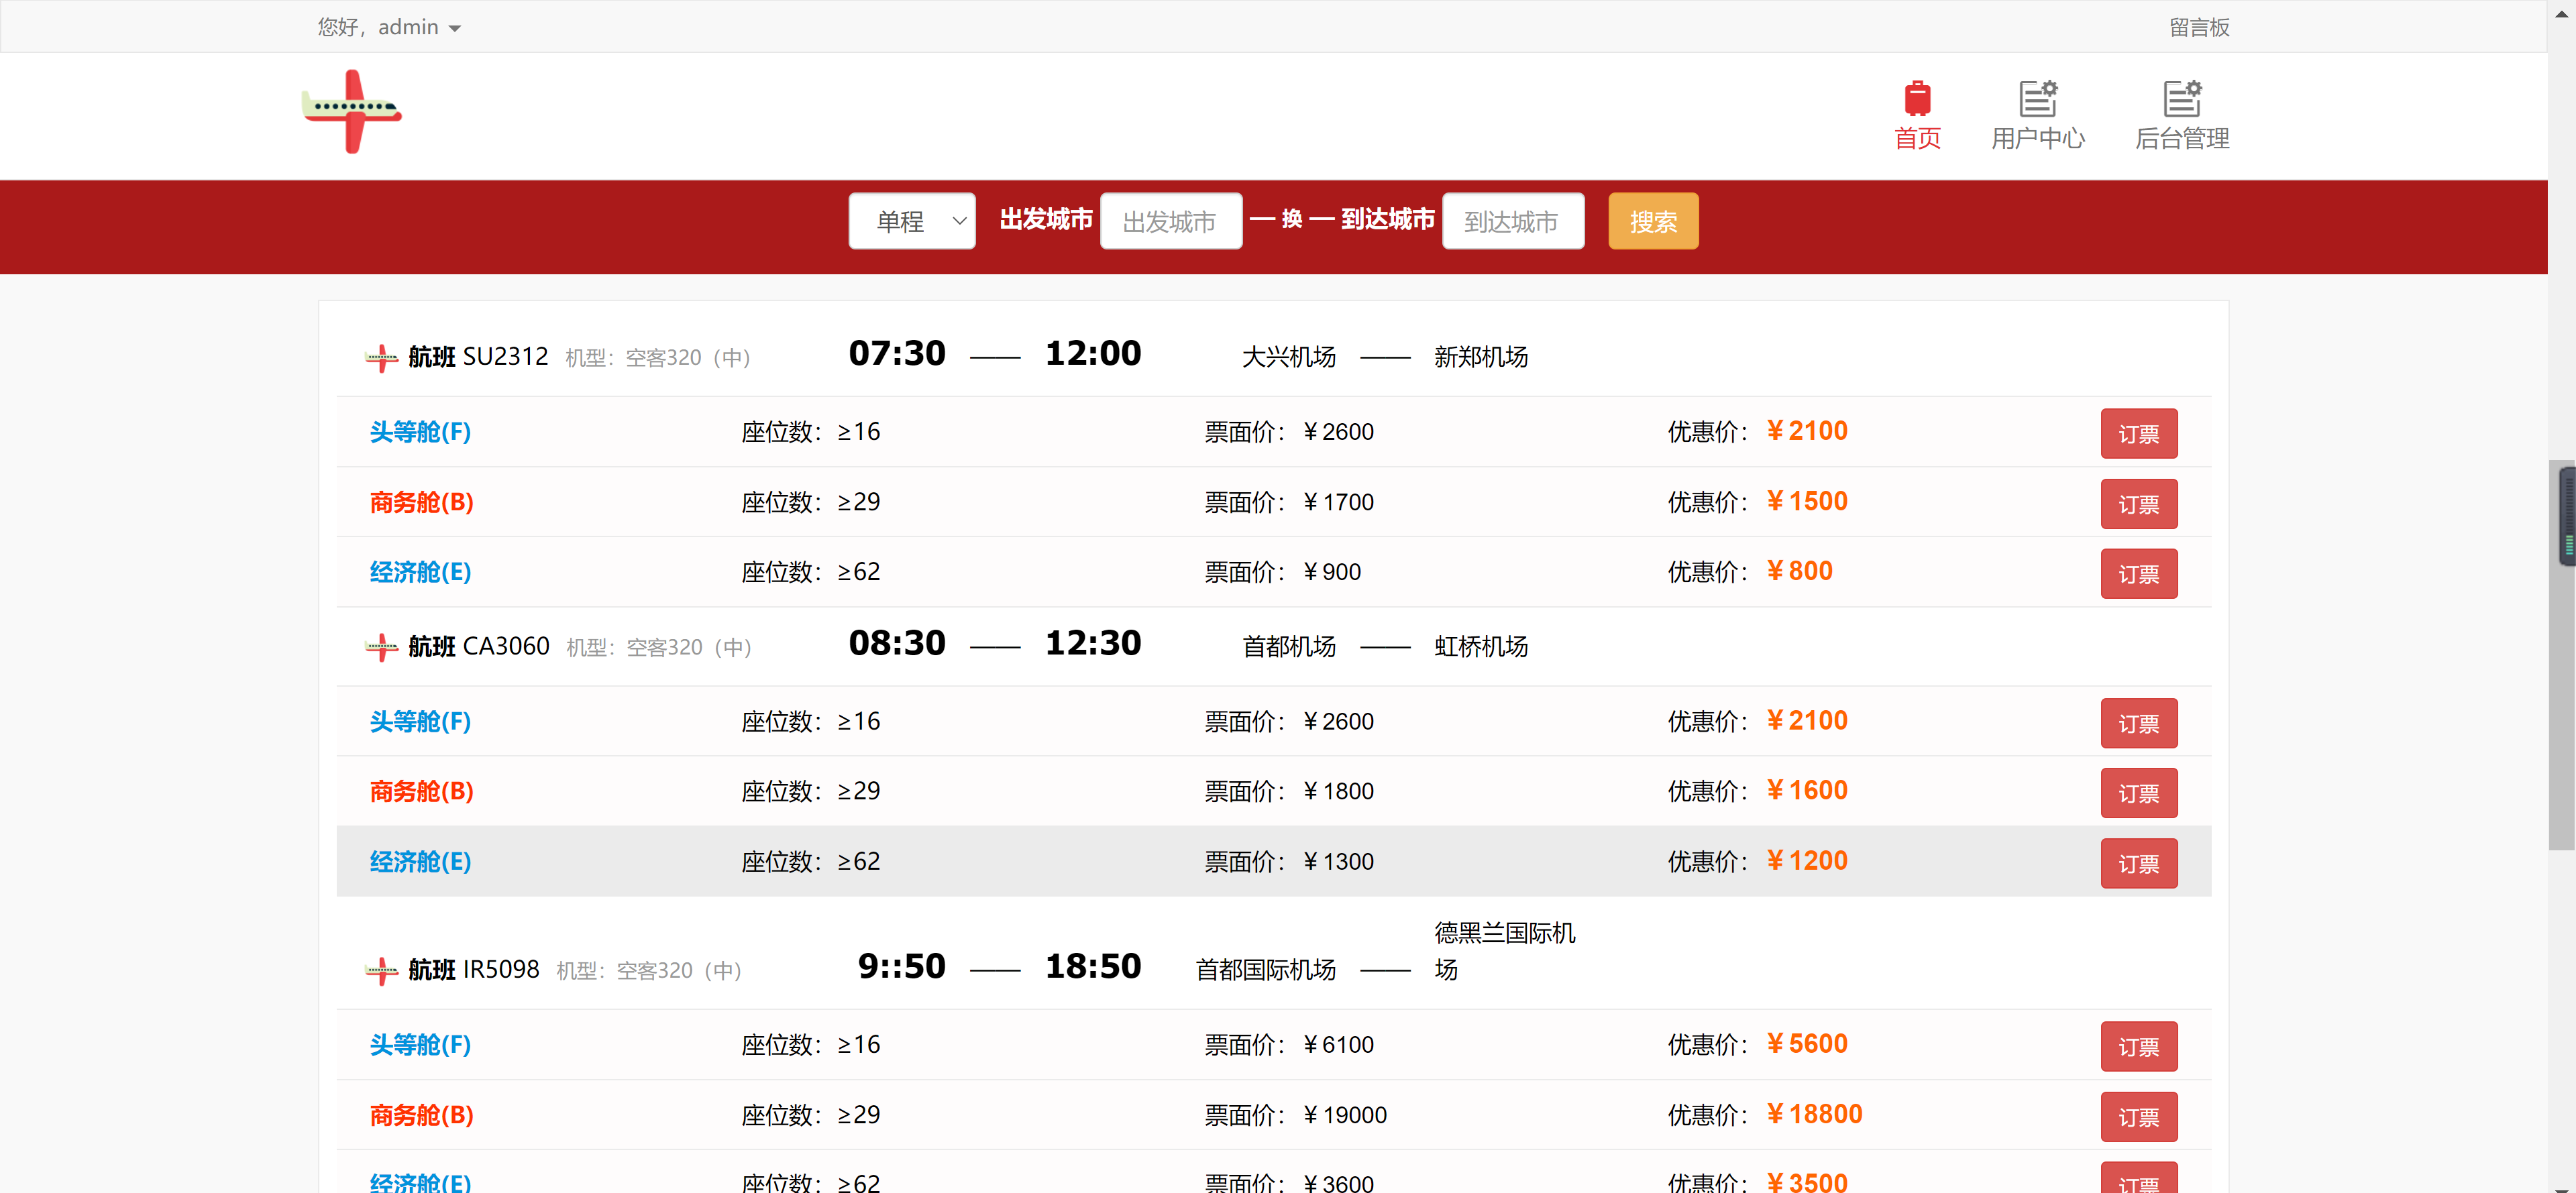 您好，admin
留言板
首页 用户中心 后台管理
单程 出发城市 出发城市 — 换 — 到达城市 到达城市 搜索
航班 SU2312 机型：空客320（中） 07:30 —— 12:00 大兴机场 —— 新郑机场
头等舱(F) 座位数：≥16 票面价：￥2600 优惠价：￥2100 订票
商务舱(B) 座位数：≥29 票面价：￥1700 优惠价：￥1500 订票
经济舱(E) 座位数：≥62 票面价：￥900 优惠价：￥800 订票
航班 CA3060 机型：空客320（中） 08:30 —— 12:30 首都机场 —— 虹桥机场
头等舱(F) 座位数：≥16 票面价：￥2600 优惠价：￥2100 订票
商务舱(B) 座位数：≥29 票面价：￥1800 优惠价：￥1600 订票
经济舱(E) 座位数：≥62 票面价：￥1300 优惠价：￥1200 订票
航班 IR5098 机型：空客320（中） 9::50 —— 18:50 首都国际机场 —— 德黑兰国际机
场
头等舱(F) 座位数：≥16 票面价：￥6100 优惠价：￥5600 订票
商务舱(B) 座位数：≥29 票面价：￥19000 优惠价：￥18800 订票
经济舱(E) 座位数：≥62 票面价：￥3600 优惠价：￥3500 订票